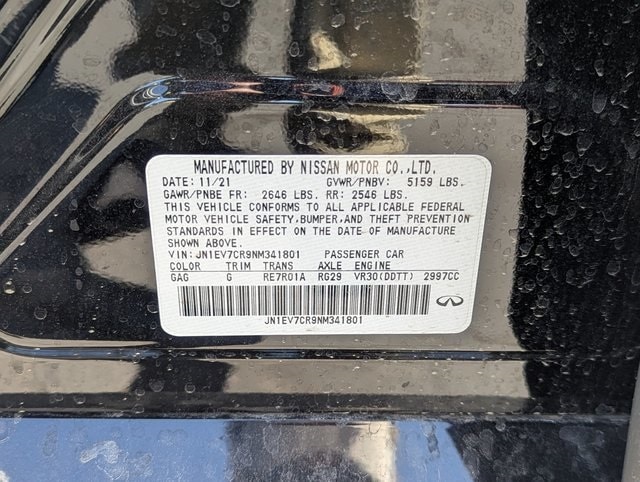 MANUFACTURED BY NISSAN MOTOR CO.,LTD.
DATE: 11/21 GVWR/PNBV: 5159 LBS.
GAWR/PNBE FR: 2646 LBS. RR: 2546 LBS.
THIS VEHICLE CONFORMS TO ALL APPLICABLE FEDERAL
MOTOR VEHICLE SAFETY,BUMPER,AND THEFT PREVENTION
STANDARDS IN EFFECT ON THE DATE OF MANUFACTURE
SHOWN ABOVE.
VIN: JN1EV7CR9NM341801 PASSENGER CAR
COLOR TRIM TRANS AXLE ENGINE
GAG G RE7R01A RG29 VR30(DDTT) 2997CC
JN1EV7CR9NM341801